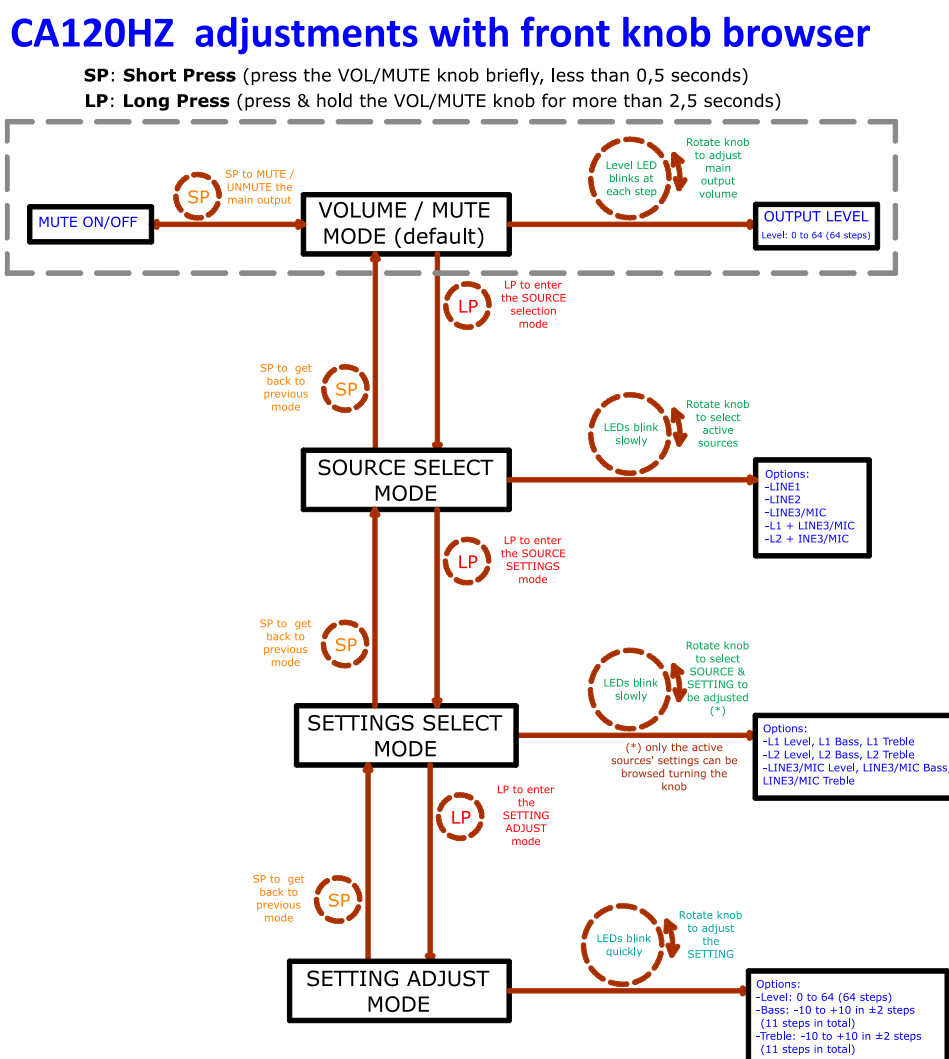 CA120HZ adjustments with front knob browser
SP: Short Press (press the VOL/MUTE knob briefly, less than 0,5 seconds)
LP: Long Press (press & hold the VOL/MUTE knob for more than 2,5 seconds)
MUTE ON/OFF
SP
SP to MUTE /
UNMUTE the
main output
VOLUME / MUTE
MODE (default)
Level LED
blinks at
each step
Rotate knob
to adjust
main
output
volume
OUTPUT LEVEL
Level: 0 to 64 (64 steps)
LP
LP to enter
the SOURCE
selection
mode
SP to get
back to
previous
mode
SP
SOURCE SELECT
MODE
LEDs blink
slowly
Rotate knob
to select
active
sources
Options:
-LINE1
-LINE2
-LINE3/MIC
-L1 + LINE3/MIC
-L2 + INE3/MIC
LP
LP to enter
the SOURCE
SETTINGS
mode
SP to get
back to
previous
mode
SP
SETTINGS SELECT
MODE
LEDs blink
slowly
Rotate knob
to select
SOURCE &
SETTING to
be adjusted
(*)
(*) only the active
sources' settings can be
browsed turning the
knob
Options:
-L1 Level, L1 Bass, L1 Treble
-L2 Level, L2 Bass, L2 Treble
-LINE3/MIC Level, LINE3/MIC Bass,
LINE3/MIC Treble
LP
LP to enter
the
SETTING
ADJUST
mode
SP to get
back to
previous
mode
SP
SETTING ADJUST
MODE
LEDs blink
quickly
Rotate knob
to adjust
the
SETTING
Options:
-Level: 0 to 64 (64 steps)
-Bass: -10 to +10 in ±2 steps
(11 steps in total)
-Treble: -10 to +10 in ±2 steps
(11 steps in total)